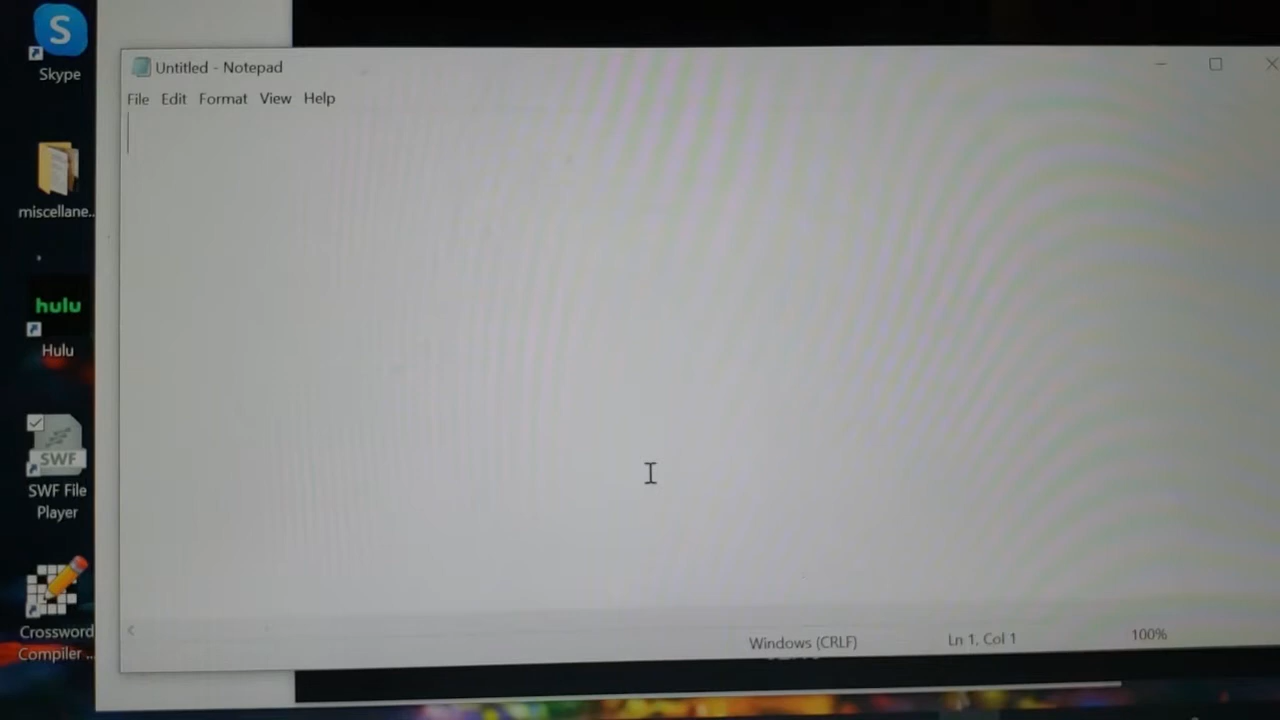 S
Skype
miscellane..
hulu
Hulu
SWF
SWF File
Player
Crossword
Compiler ..
Untitled - Notepad
File Edit Format View Help
Windows (CRLF)
Ln 1, Col 1
100%